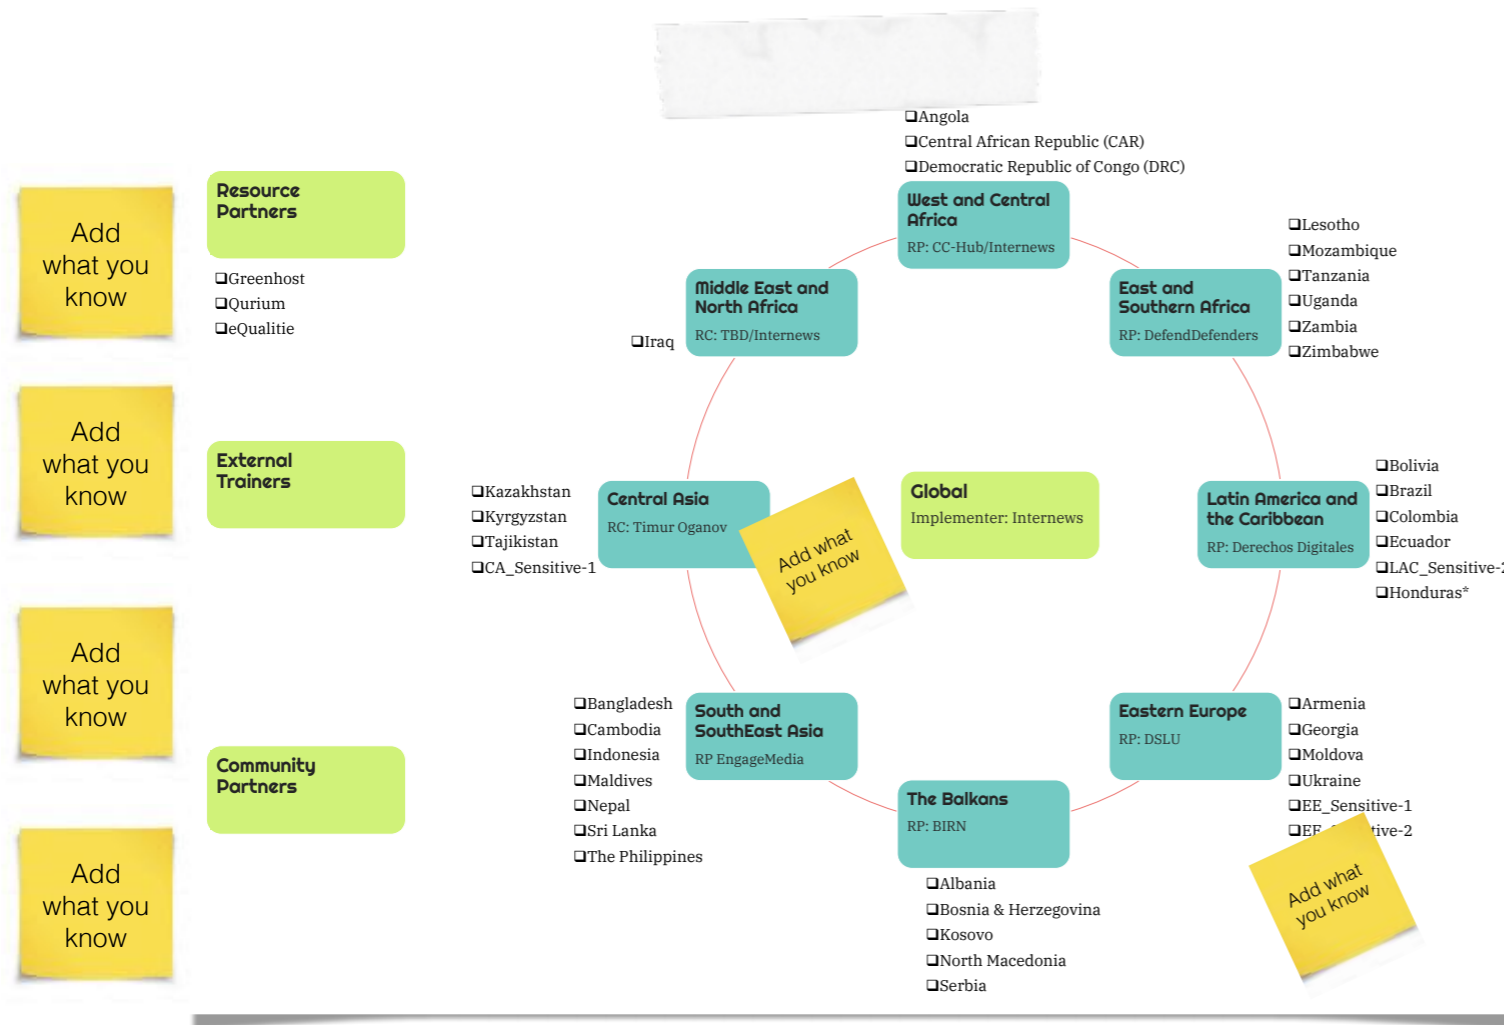 Add
what you
know
Add
what you
know
Add
what you
know
Add
what you
know
Resource
Partners
❑Greenhost
❑Qurium
❑eQualitie
External
Trainers
Community
Partners
❑Angola
❑Central African Republic (CAR)
❑Democratic Republic of Congo (DRC)
West and Central
Africa
RP: CC-Hub/Internews
❑Lesotho
❑Mozambique
❑Tanzania
❑Uganda
❑Zambia
❑Zimbabwe
East and
Southern Africa
RP: DefendDefenders
Middle East and
North Africa
RC: TBD/Internews
❑Iraq
❑Kazakhstan
❑Kyrgyzstan
❑Tajikistan
❑CA_Sensitive-1
Central Asia
RC: Timur Oganov
Add what
you know
Global
Implementer: Internews
Latin America and
the Caribbean
RP: Derechos Digitales
❑Bolivia
❑Brazil
❑Colombia
❑Ecuador
❑LAC_Sensitive-2
❑Honduras*
❑Bangladesh
❑Cambodia
❑Indonesia
❑Maldives
❑Nepal
❑Sri Lanka
❑The Philippines
South and
SouthEast Asia
RP EngageMedia
Eastern Europe
RP: DSLU
❑Armenia
❑Georgia
❑Moldova
❑Ukraine
❑EE_Sensitive-1
Add what
you know
The Balkans
RP: BIRN
❑Albania
❑Bosnia & Herzegovina
❑Kosovo
❑North Macedonia
❑Serbia